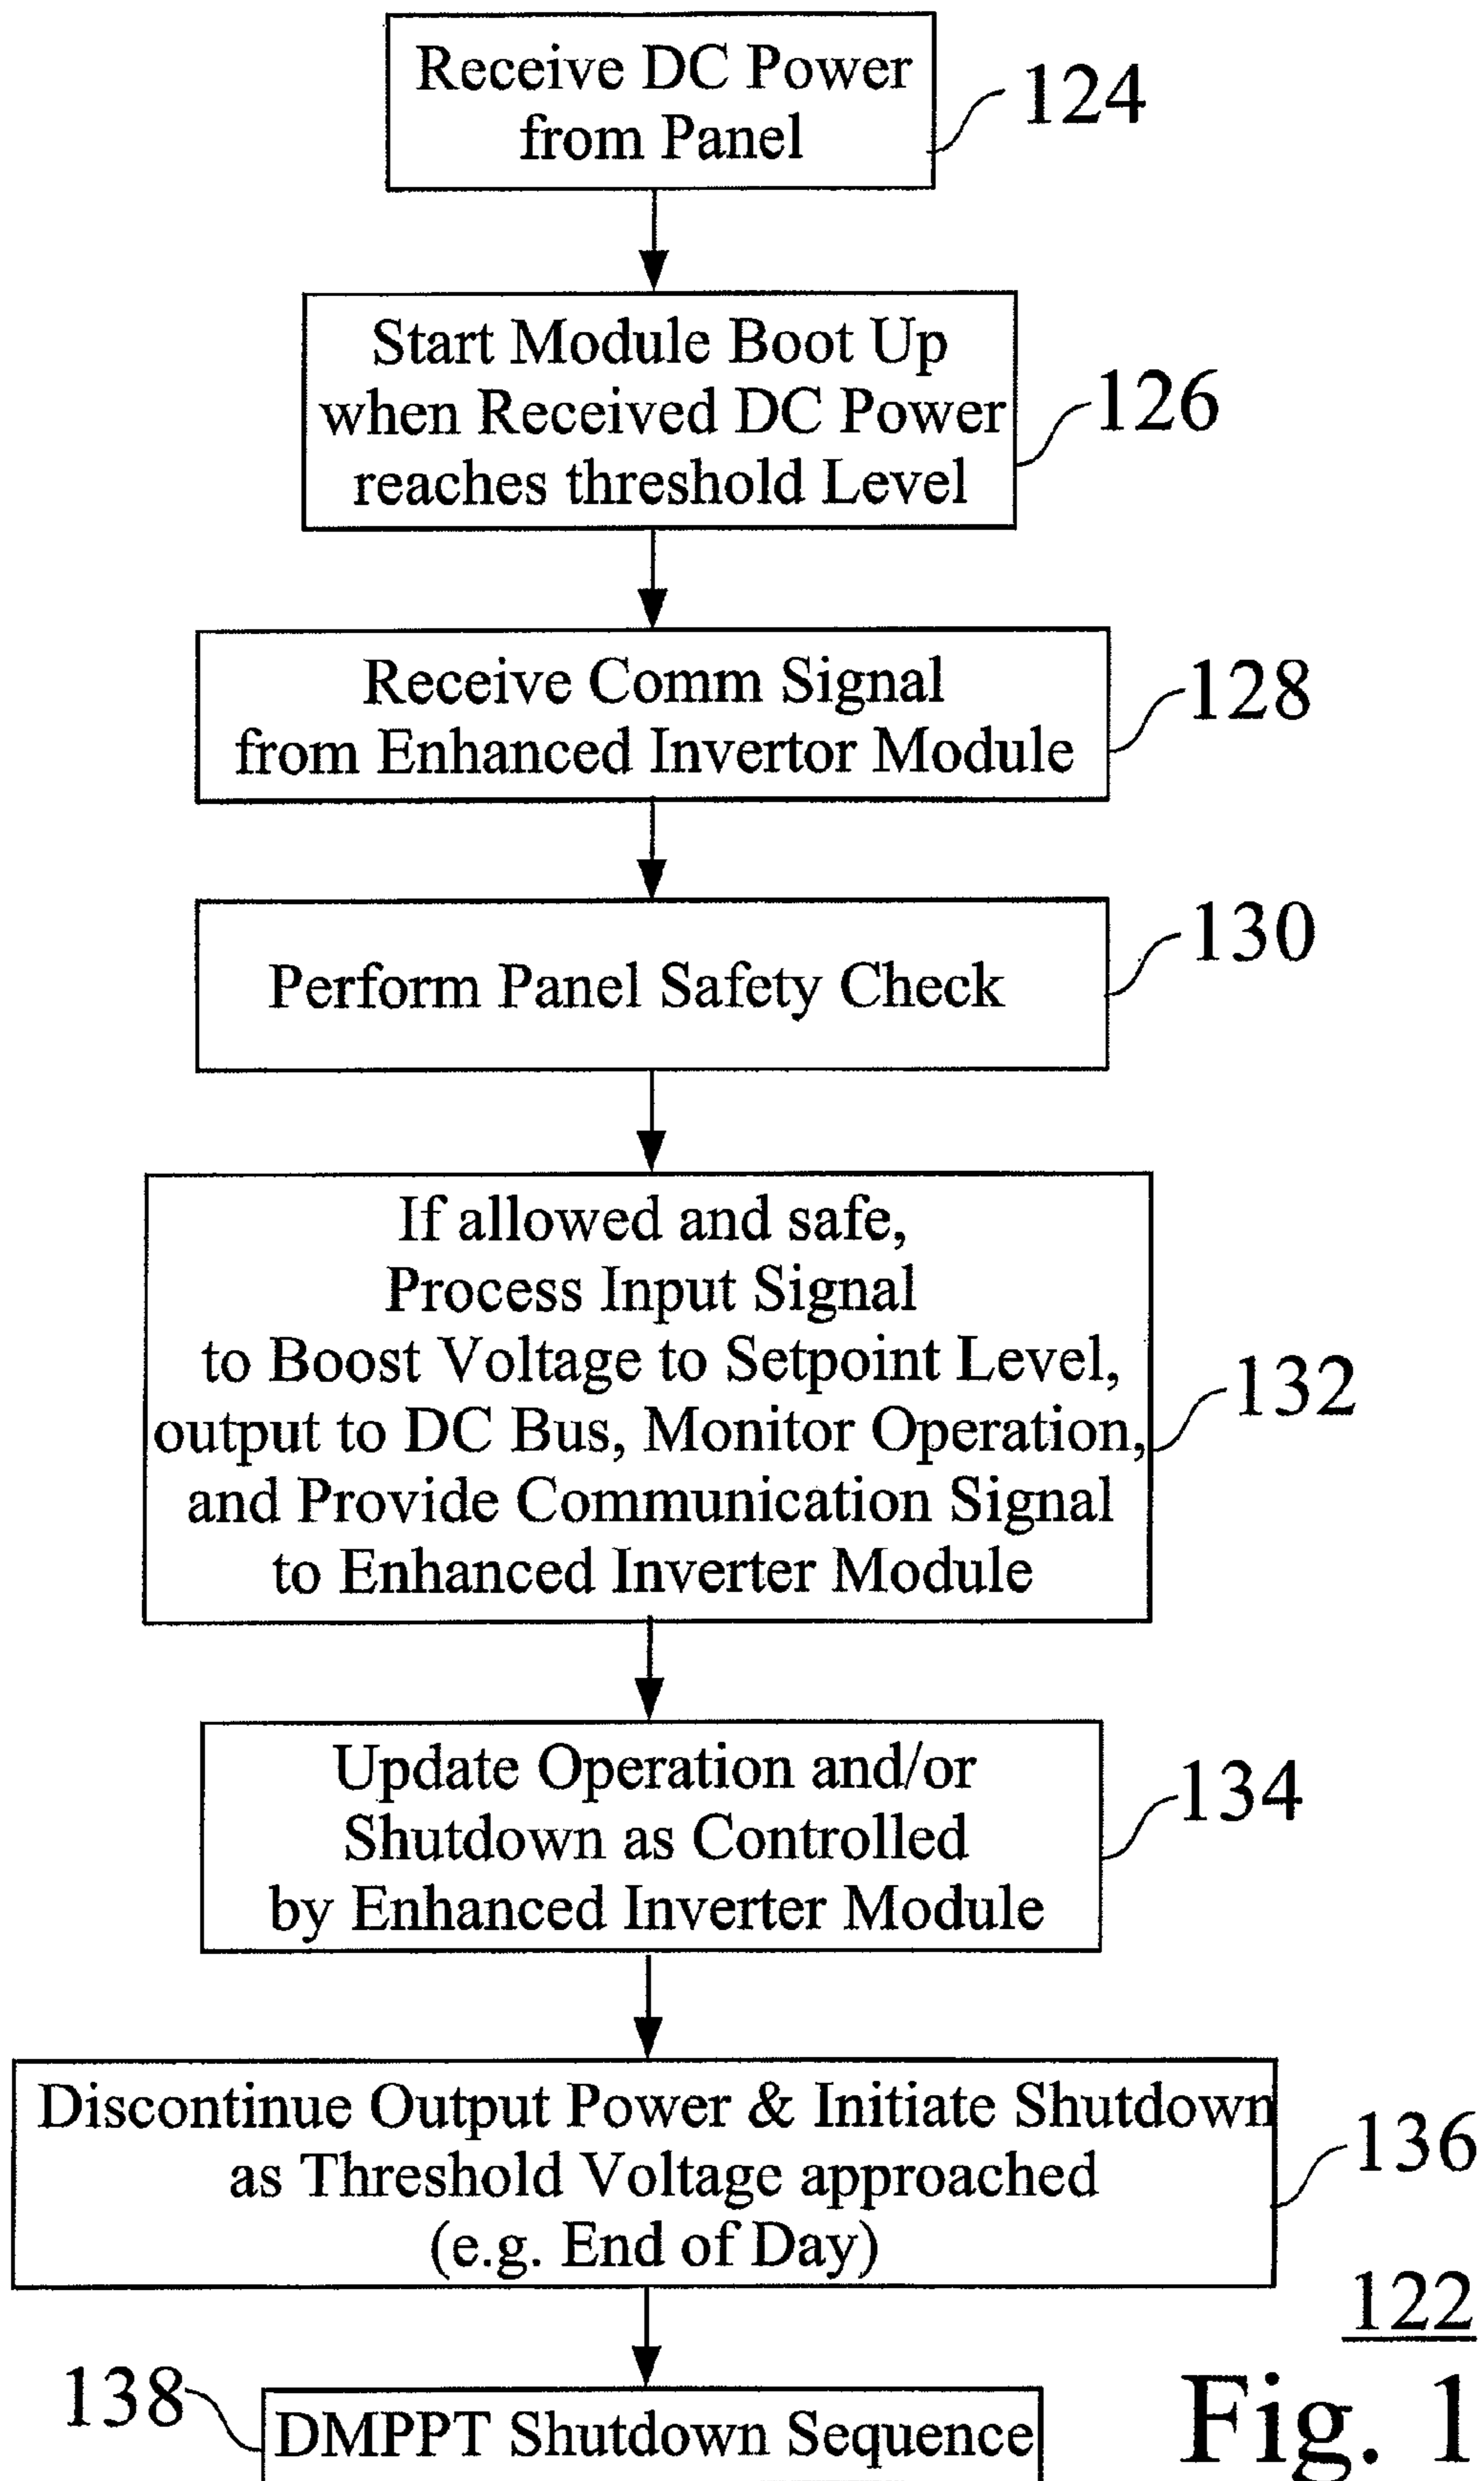 Receive DC Power
from Panel
124
Start Module Boot Up
when Received DC Power
reaches threshold Level
126
Receive Comm Signal
from Enhanced Invertor Module
128
Perform Panel Safety Check
130
If allowed and safe,
Process Input Signal
to Boost Voltage to Setpoint Level,
output to DC Bus, Monitor Operation,
and Provide Communication Signal
to Enhanced Inverter Module
132
Update Operation and/or
Shutdown as Controlled
by Enhanced Inverter Module
134
Discontinue Output Power & Initiate Shutdown
as Threshold Voltage approached
(e.g. End of Day)
136
122
138
DMPPT Shutdown Sequence
Fig. 1